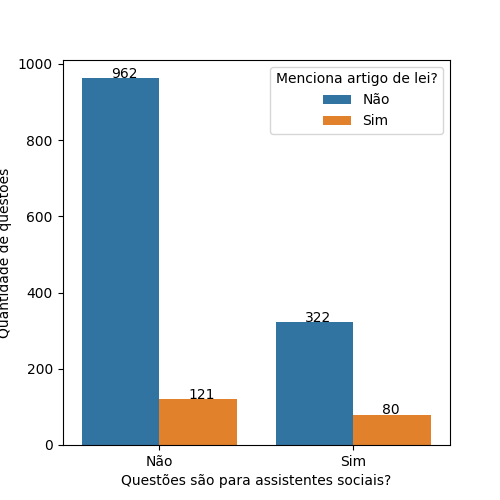 Menciona artigo de lei?
Não
Sim
1000
800
600
400
200
0
Quantidade de questões
962
121
322
80
Não
Sim
Questões são para assistentes sociais?